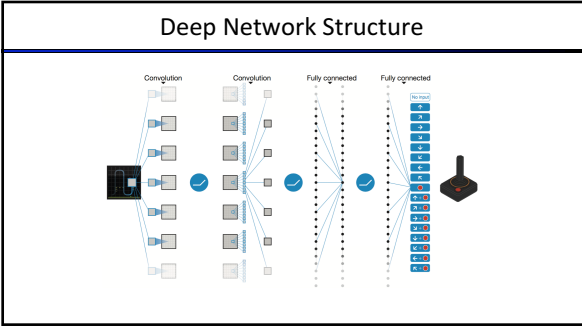 Deep Network Structure
Convolution Convolution Fully connected Fully connected
No input